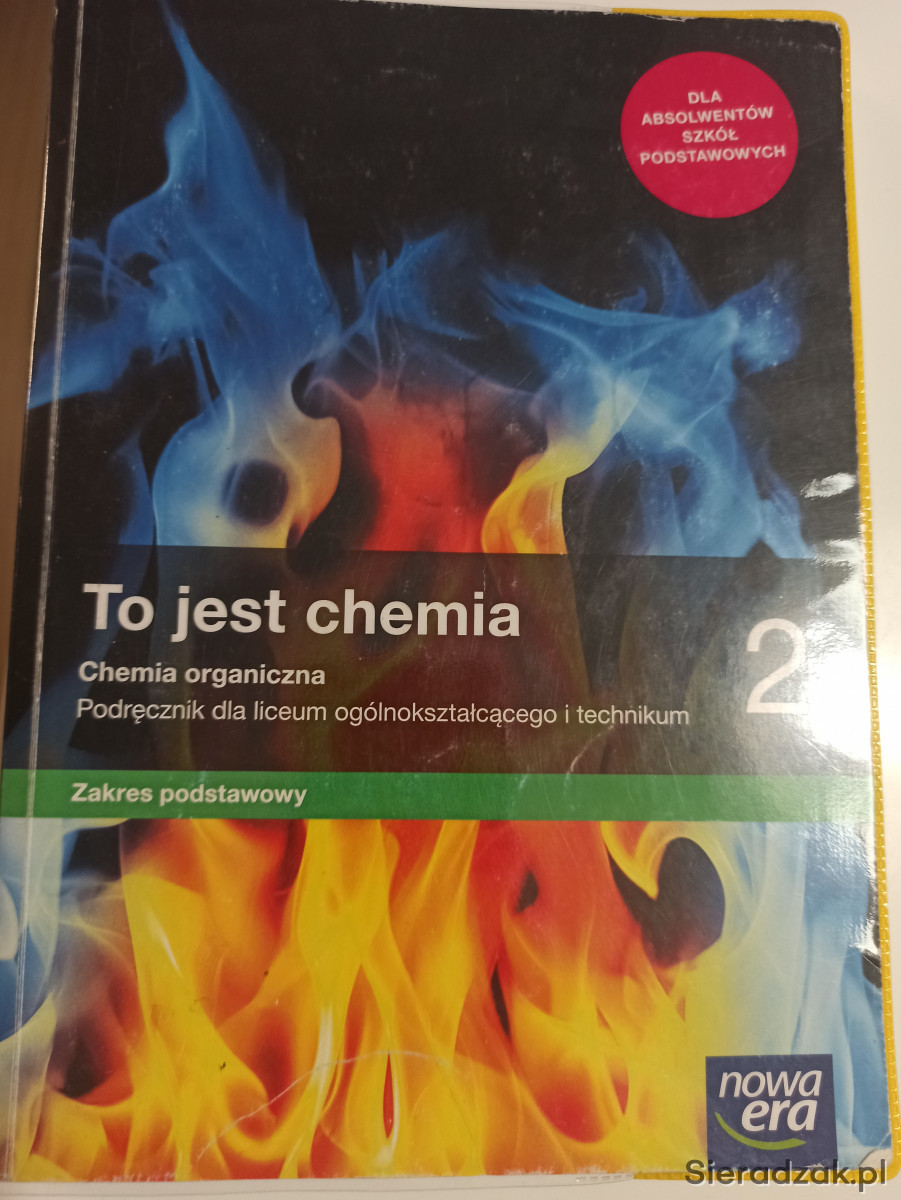 DLA
ABSOLWENTÓW
SZKÓŁ
PODSTAWOWYCH
To jest chemia
2
Chemia organiczna
Podręcznik dla liceum ogólnokształcącego i technikum
Zakres podstawowy
nowa
era
Sieradzak.pl